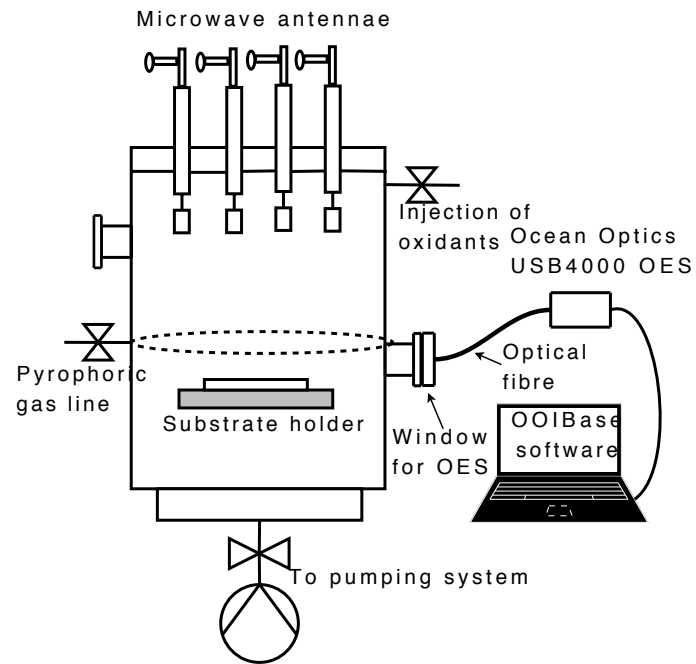 Microwave antennae
Injection of
oxidants
Ocean Optics
USB4000 OES
Pyrophoric
gas line
Optical
fibre
Substrate holder
Window
for OES
OOIBase
software
To pumping system